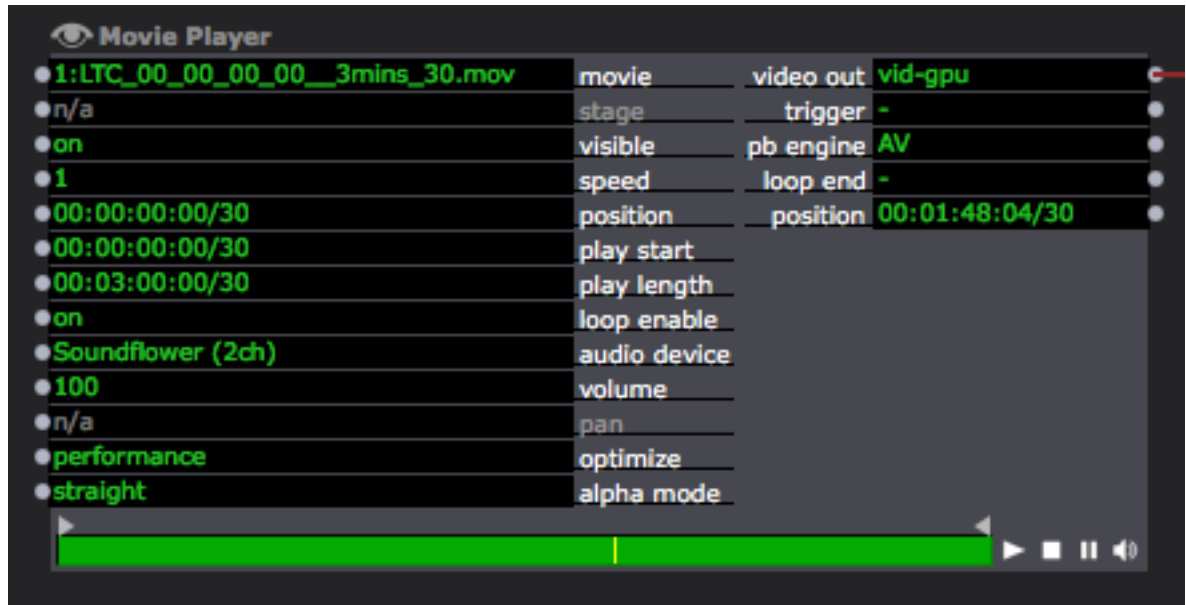 Movie Player
1:LTC_00_00_00_00__3mins_30.mov movie video out vid-gpu
n/a stage trigger -
on visible pb engine AV
1 speed loop end -
00:00:00:00/30 position position 00:01:48:04/30
00:00:00:00/30 play start
00:03:00:00/30 play length
on loop enable
Soundflower (2ch) audio device
100 volume
n/a pan
performance optimize
straight alpha mode